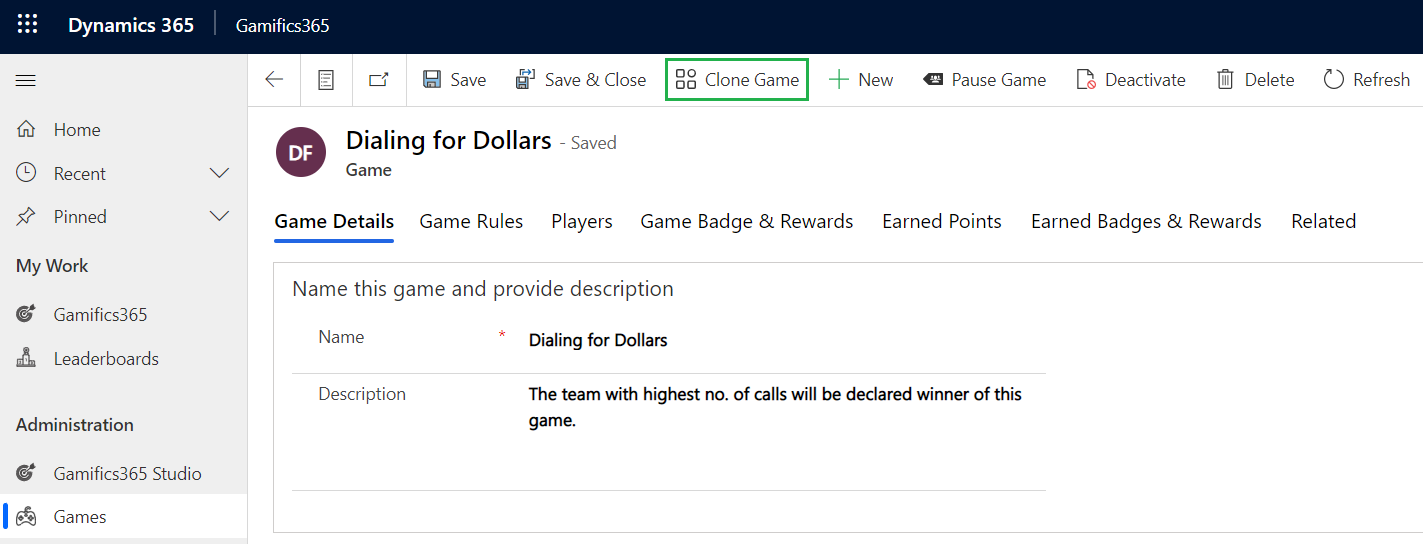 Dynamics 365 Gamifics365
Save Save & Close Clone Game New Pause Game Deactivate Delete Refresh
Home
Recent
Pinned
My Work
Gamifics365
Leaderboards
Administration
Gamifics365 Studio
Games
DF
Dialing for Dollars - Saved
Game
Game Details Game Rules Players Game Badge & Rewards Earned Points Earned Badges & Rewards Related
Name this game and provide description
Name * Dialing for Dollars
Description The team with highest no. of calls will be declared winner of this
game.